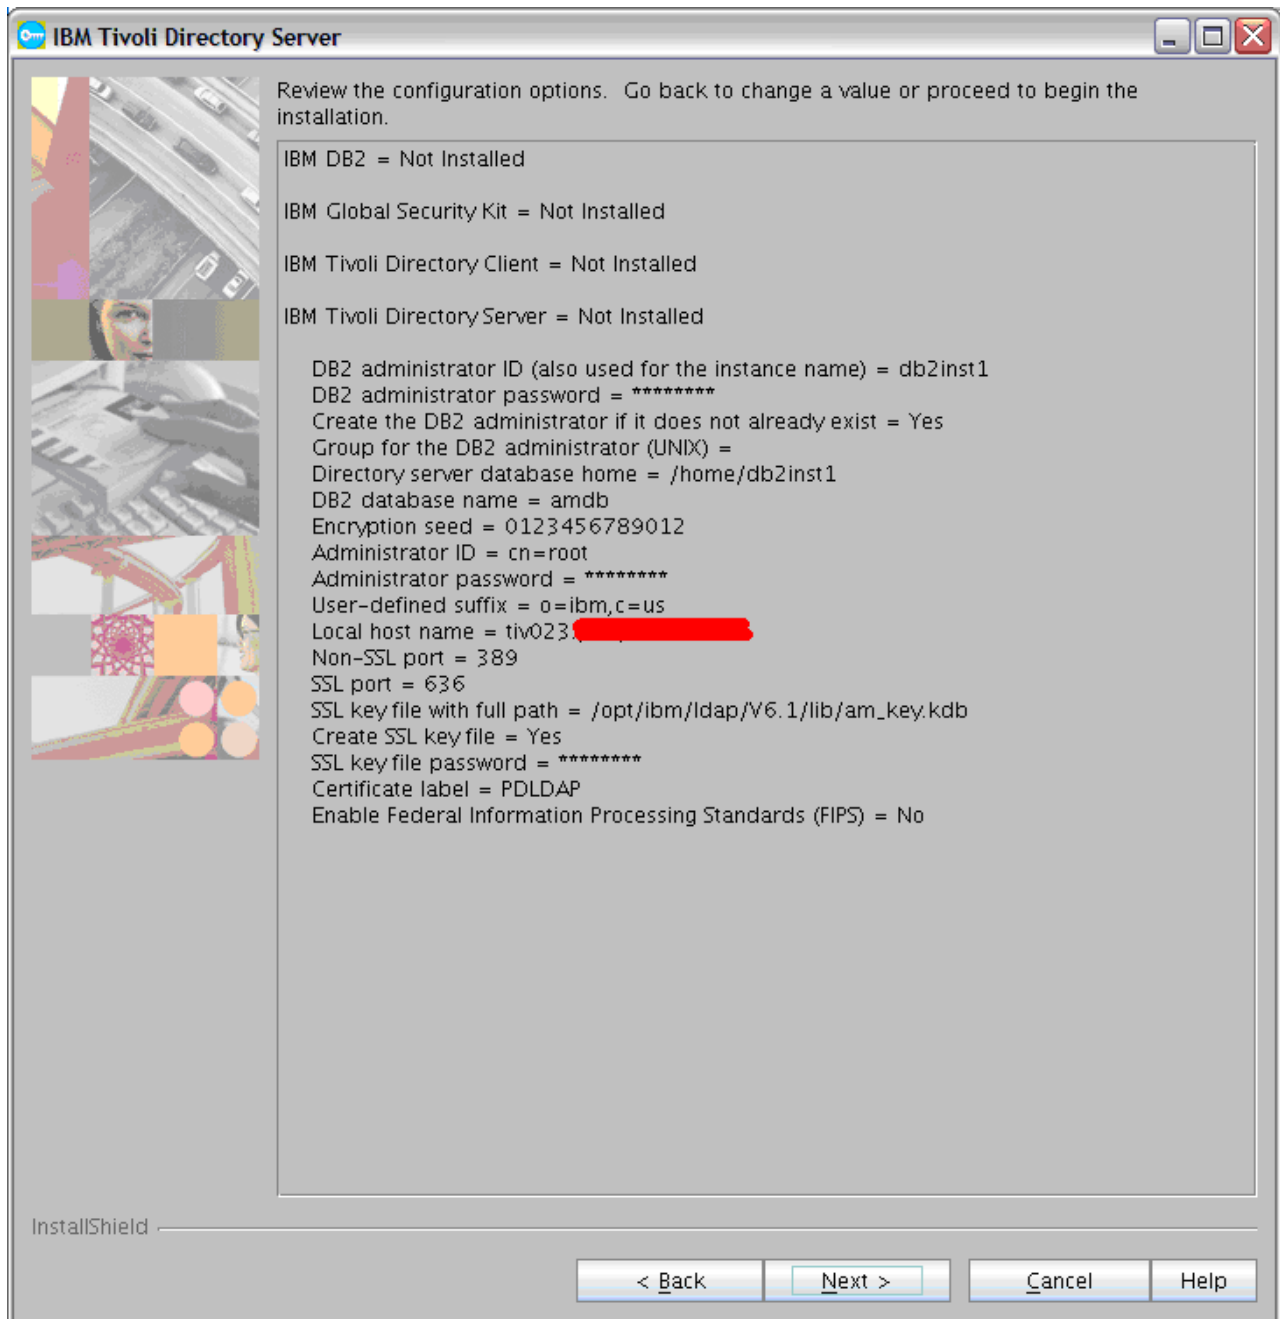 IBM Tivoli Directory Server
Review the configuration options.  Go back to change a value or proceed to begin the
installation.
IBM DB2 = Not Installed
IBM Global Security Kit = Not Installed
IBM Tivoli Directory Client = Not Installed
IBM Tivoli Directory Server = Not Installed
DB2 administrator ID (also used for the instance name) = db2inst1
DB2 administrator password = ********
Create the DB2 administrator if it does not already exist = Yes
Group for the DB2 administrator (UNIX) =
Directory server database home = /home/db2inst1
DB2 database name = amdb
Encryption seed = 0123456789012
Administrator ID = cn=root
Administrator password = ********
User-defined suffix = o=ibm,c=us
Local host name = tiv023
Non-SSL port = 389
SSL port = 636
SSL key file with full path = /opt/ibm/ldap/V6.1/lib/am_key.kdb
Create SSL key file = Yes
SSL key file password = ********
Certificate label = PDLDAP
Enable Federal Information Processing Standards (FIPS) = No
InstallShield
< Back
Next >
Cancel
Help